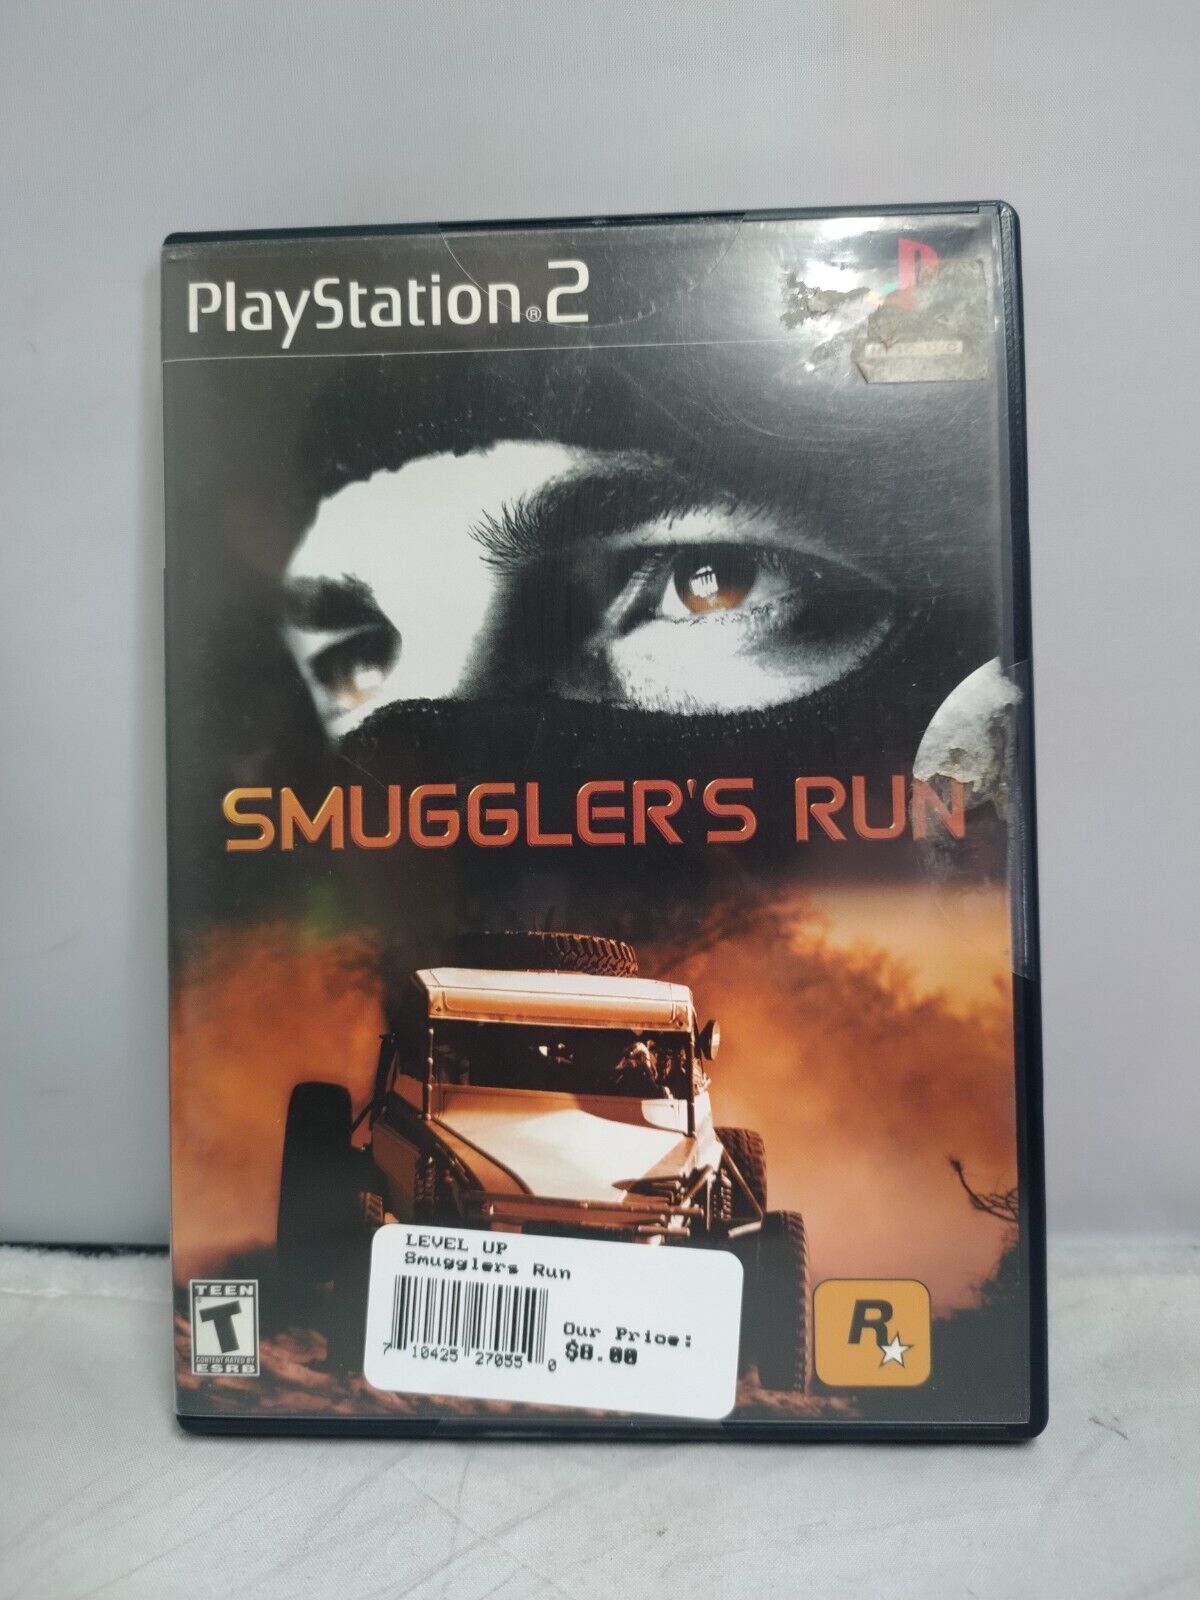 PlayStation®2
SMUGGLER'S RUN
LEVEL UP
Smugglers Run
7 10425 27055 0
Our Price:
$8.00
TEEN
T
CONTENT RATED BY
ESRB
R